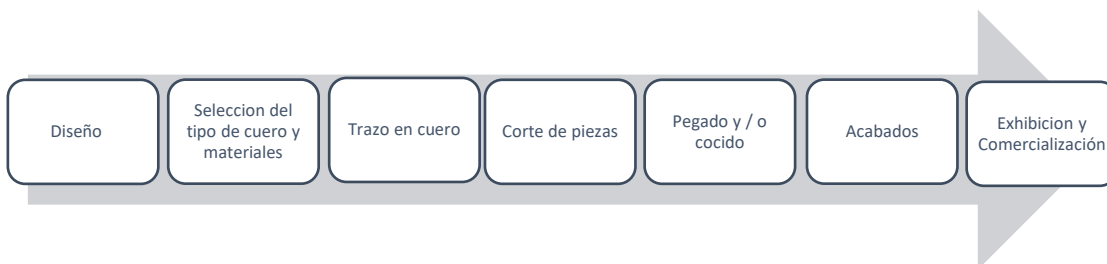 Diseño
Seleccion del
tipo de cuero y
materiales
Trazo en cuero
Corte de piezas
Pegado y / o
cocido
Acabados
Exhibicion y
Comercialización